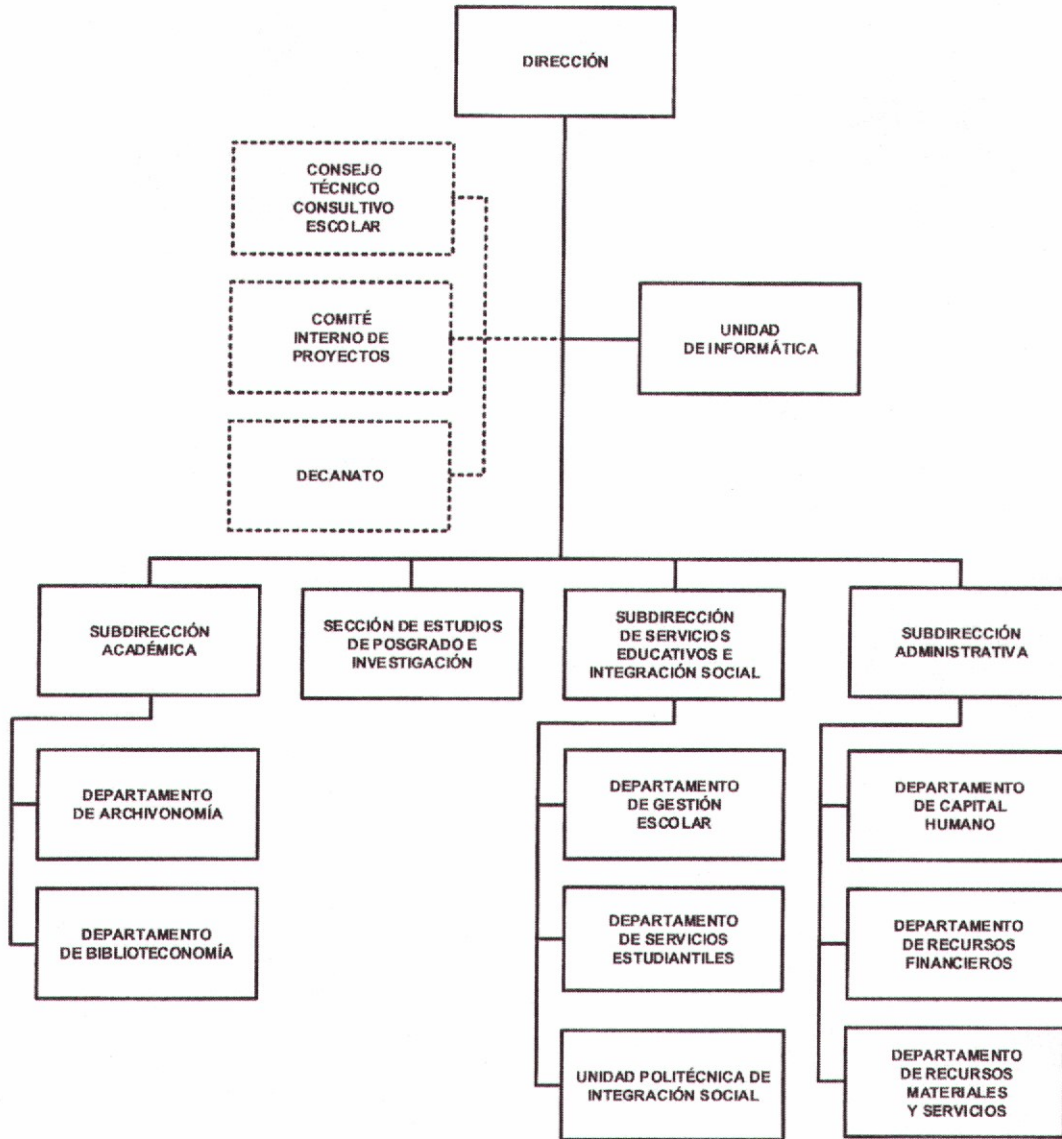 DIRECCIÓN
CONSEJO
TÉCNICO
CONSULTIVO
ESCOLAR
COMITÉ
INTERNO DE
PROYECTOS
UNIDAD
DE INFORMÁTICA
DECANATO
SUBDIRECCIÓN
ACADÉMICA
SECCIÓN DE ESTUDIOS
DE POSGRADO E
INVESTIGACIÓN
SUBDIRECCIÓN
DE SERVICIOS
EDUCATIVOS E
INTEGRACIÓN SOCIAL
SUBDIRECCIÓN
ADMINISTRATIVA
DEPARTAMENTO
DE ARCHIVONOMÍA
DEPARTAMENTO
DE GESTIÓN
ESCOLAR
DEPARTAMENTO
DE CAPITAL
HUMANO
DEPARTAMENTO
DE BIBLIOTECONOMÍA
DEPARTAMENTO
DE SERVICIOS
ESTUDIANTILES
DEPARTAMENTO
DE RECURSOS
FINANCIEROS
UNIDAD POLITÉCNICA DE
INTEGRACIÓN SOCIAL
DEPARTAMENTO
DE RECURSOS
MATERIALES
Y SERVICIOS